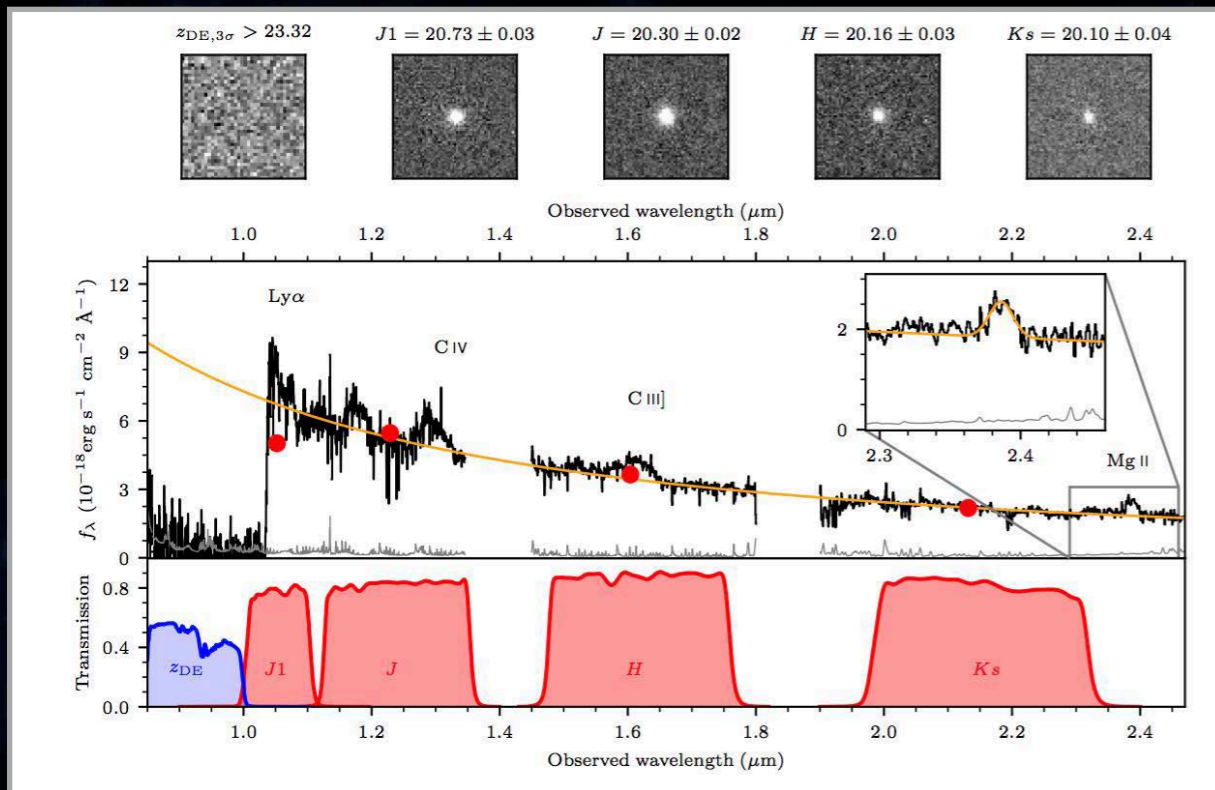 z_DE,3σ > 23.32
J1 = 20.73 ± 0.03
J = 20.30 ± 0.02
H = 20.16 ± 0.03
Ks = 20.10 ± 0.04
Observed wavelength (μm)
1.0 1.2 1.4 1.6 1.8 2.0 2.2 2.4
f_λ (10⁻¹⁸erg s⁻¹ cm⁻² Å⁻¹)
12
9
6
3
0
Lyα
C IV
C III]
Mg II
2
0
2.3 2.4
Transmission
0.8
0.4
0.0
z_DE
J1
J
H
Ks
1.0 1.2 1.4 1.6 1.8 2.0 2.2 2.4
Observed wavelength (μm)